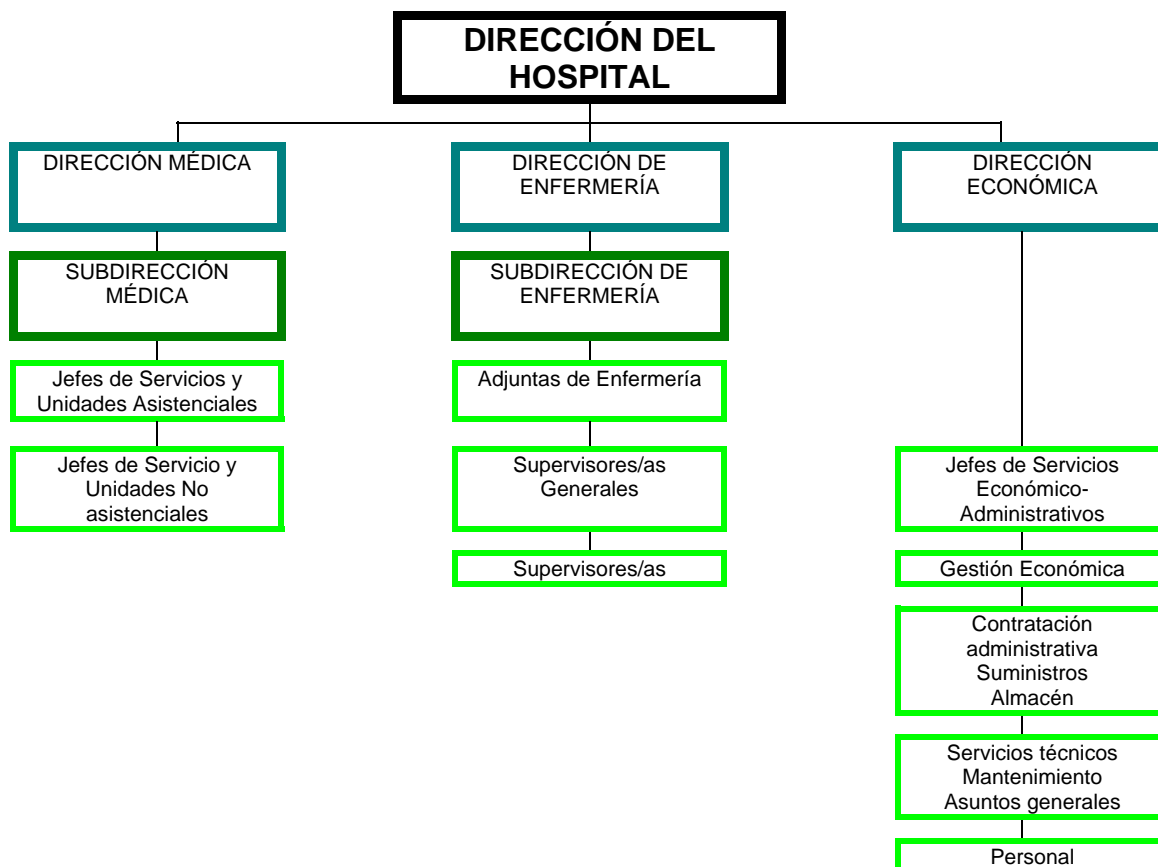 DIRECCIÓN DEL
HOSPITAL
DIRECCIÓN MÉDICA
DIRECCIÓN DE
ENFERMERÍA
DIRECCIÓN
ECONÓMICA
SUBDIRECCIÓN
MÉDICA
SUBDIRECCIÓN DE
ENFERMERÍA
Jefes de Servicios y
Unidades Asistenciales
Adjuntas de Enfermería
Jefes de Servicio y
Unidades No
asistenciales
Supervisores/as
Generales
Jefes de Servicios
Económico-
Administrativos
Supervisores/as
Gestión Económica
Contratación
administrativa
Suministros
Almacén
Servicios técnicos
Mantenimiento
Asuntos generales
Personal